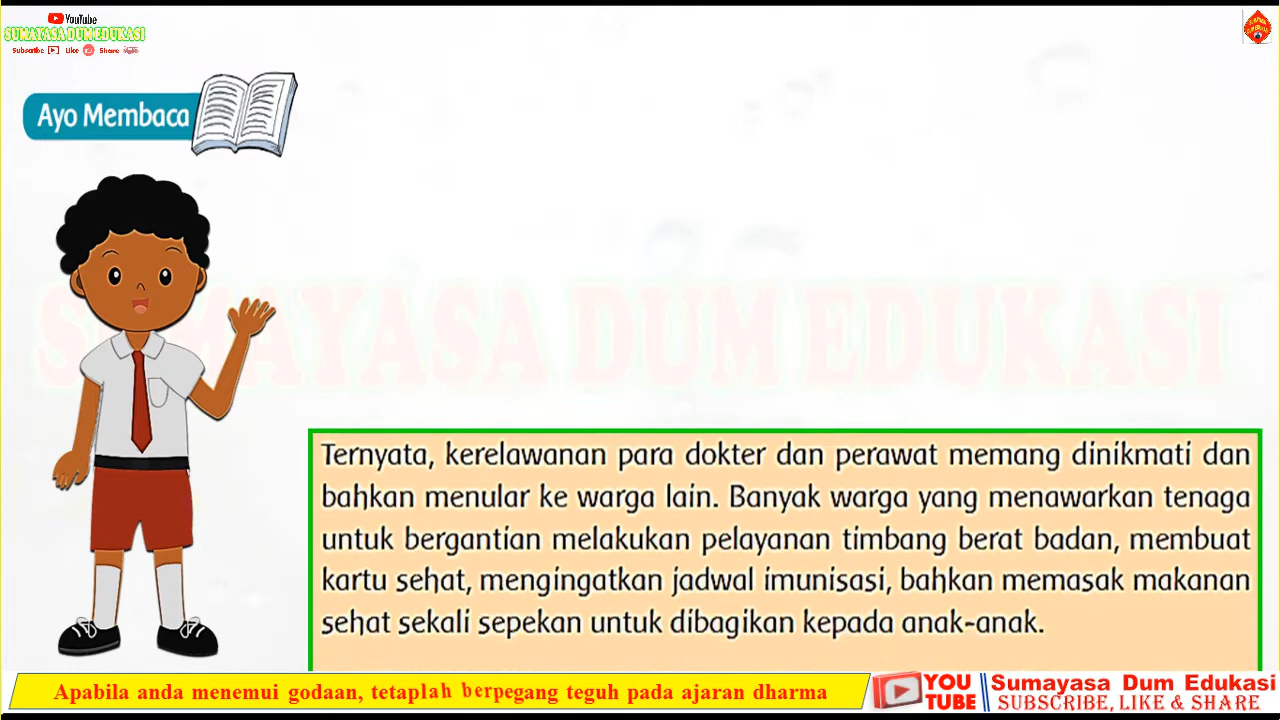 YouTube
SUMAYASA DUM EDUKASI
Subscribe Like Share
Ayo Membaca
SUMAYASA DUM EDUKASI
Ternyata, kerelawanan para dokter dan perawat memang dinikmati dan
bahkan menular ke warga lain. Banyak warga yang menawarkan tenaga
untuk bergantian melakukan pelayanan timbang berat badan, membuat
kartu sehat, mengingatkan jadwal imunisasi, bahkan memasak makanan
sehat sekali sepekan untuk dibagikan kepada anak-anak.
Apabila anda menemui godaan, tetaplah berpegang teguh pada ajaran dharma
YOU
TUBE
Sumayasa Dum Edukasi
SUBSCRIBE, LIKE & SHARE